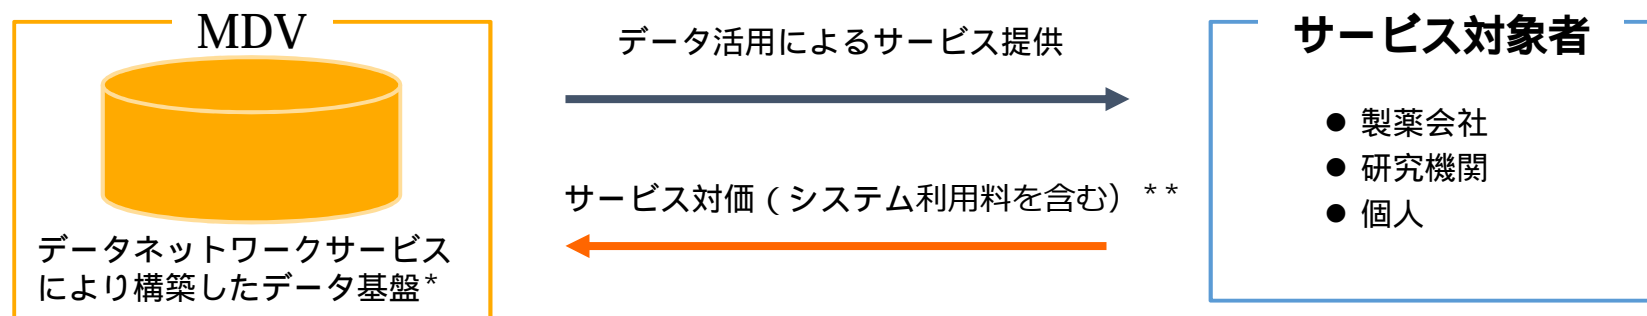 MDV
データネットワークサービス
により構築したデータ基盤*
データ活用によるサービス提供
サービス対価（システム利用料を含む）**
サービス対象者
● 製薬会社
● 研究機関
● 個人